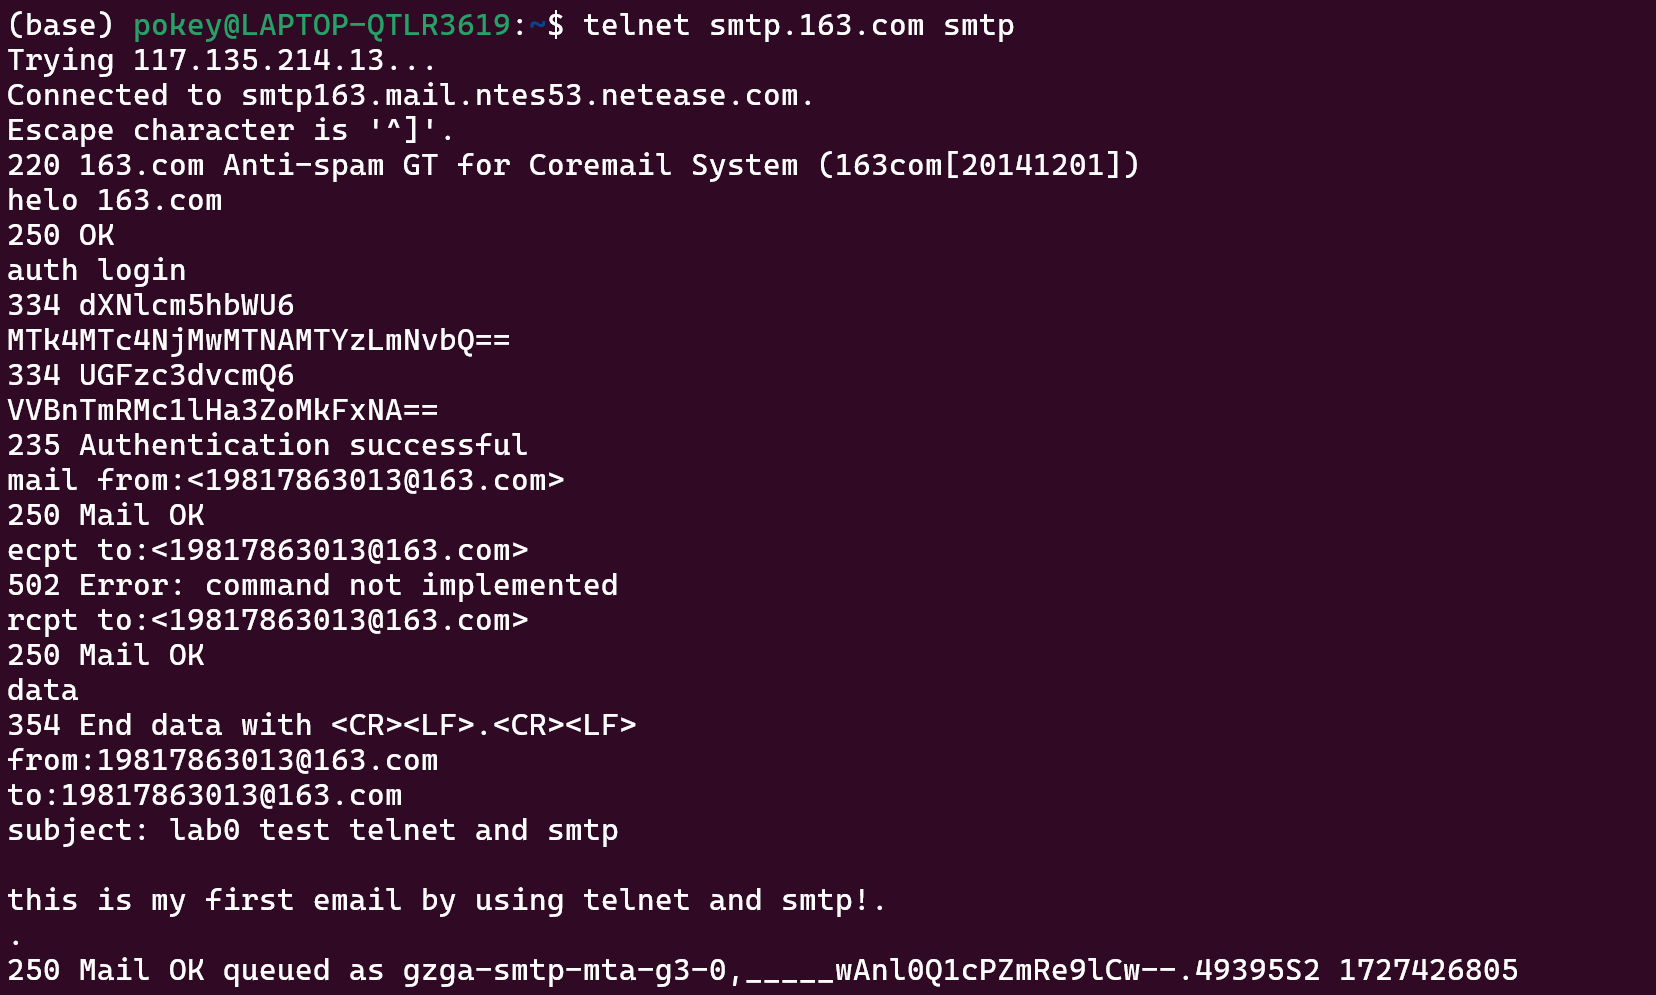 (base) pokey@LAPTOP-QTLR3619:~$ telnet smtp.163.com smtp
Trying 117.135.214.13...
Connected to smtp163.mail.ntes53.netease.com.
Escape character is '^]'.
220 163.com Anti-spam GT for Coremail System (163com[20141201])
helo 163.com
250 OK
auth login
334 dXNlcm5hbWU6
MTk4MTc4NjMwMTNAMTYzLmNvbQ==
334 UGFzc3dvcmQ6
VVBnTmRMc1lHa3ZoMkFxNA==
235 Authentication successful
mail from:<19817863013@163.com>
250 Mail OK
ecpt to:<19817863013@163.com>
502 Error: command not implemented
rcpt to:<19817863013@163.com>
250 Mail OK
data
354 End data with <CR><LF>.<CR><LF>
from:19817863013@163.com
to:19817863013@163.com
subject: lab0 test telnet and smtp

this is my first email by using telnet and smtp!.
.
250 Mail OK queued as gzga-smtp-mta-g3-0,_____wAnl0Q1cPZmRe9lCw--.49395S2 1727426805